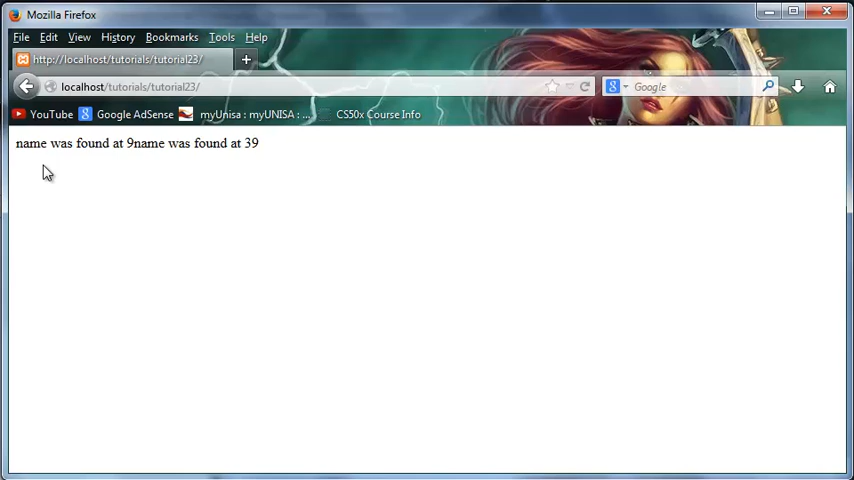 Mozilla Firefox
File Edit View History Bookmarks Tools Help
http://localhost/tutorials/tutorial23/ +
localhost/tutorials/tutorial23/ Google
YouTube Google AdSense myUnisa : myUNISA : ... CS50x Course Info
name was found at 9name was found at 39